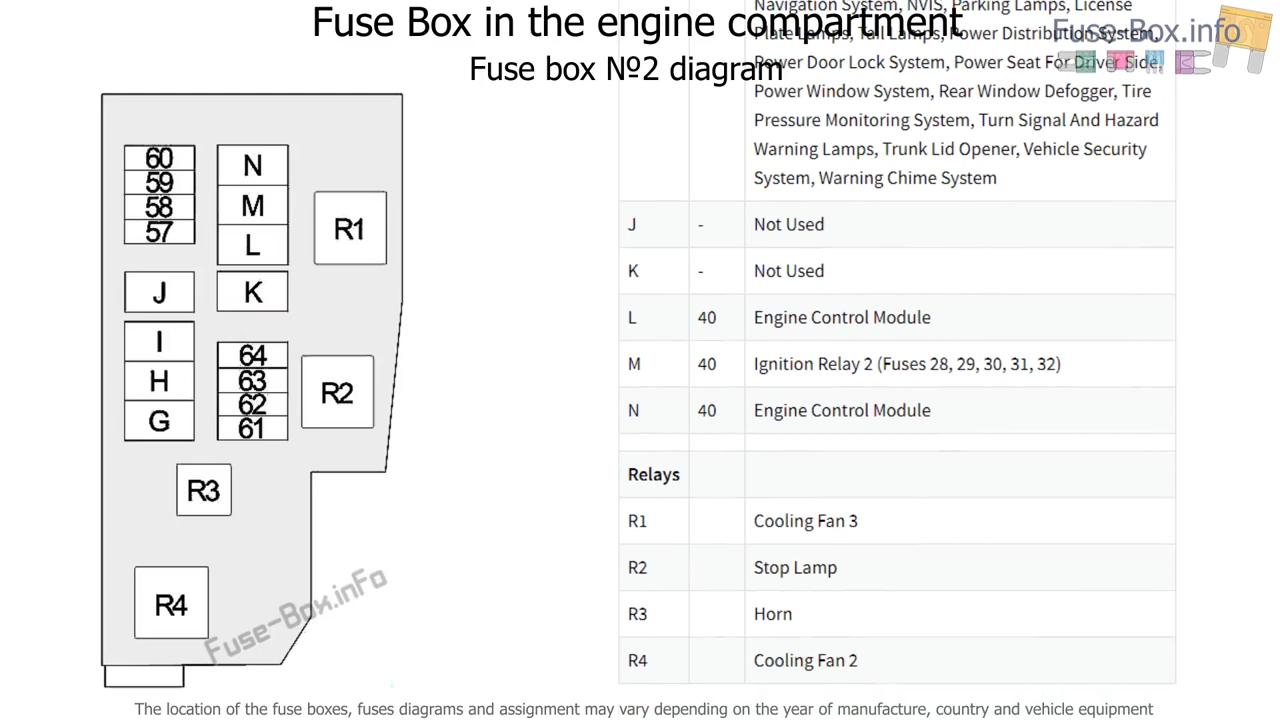 Fuse Box in the engine compartment
Fuse box №2 diagram
Fuse-Box.info
60
59
58
57
N
M
L
R1
J
K
I
H
G
64
63
62
61
R2
R3
R4
Fuse-Box.inFo
Navigation System, NVIS, Parking Lamps, License
Plate Lamps, Tail Lamps, Power Distribution System,
Power Door Lock System, Power Seat For Driver Side,
Power Window System, Rear Window Defogger, Tire
Pressure Monitoring System, Turn Signal And Hazard
Warning Lamps, Trunk Lid Opener, Vehicle Security
System, Warning Chime System
J - Not Used
K - Not Used
L 40 Engine Control Module
M 40 Ignition Relay 2 (Fuses 28, 29, 30, 31, 32)
N 40 Engine Control Module
Relays
R1 Cooling Fan 3
R2 Stop Lamp
R3 Horn
R4 Cooling Fan 2
The location of the fuse boxes, fuses diagrams and assignment may vary depending on the year of manufacture, country and vehicle equipment